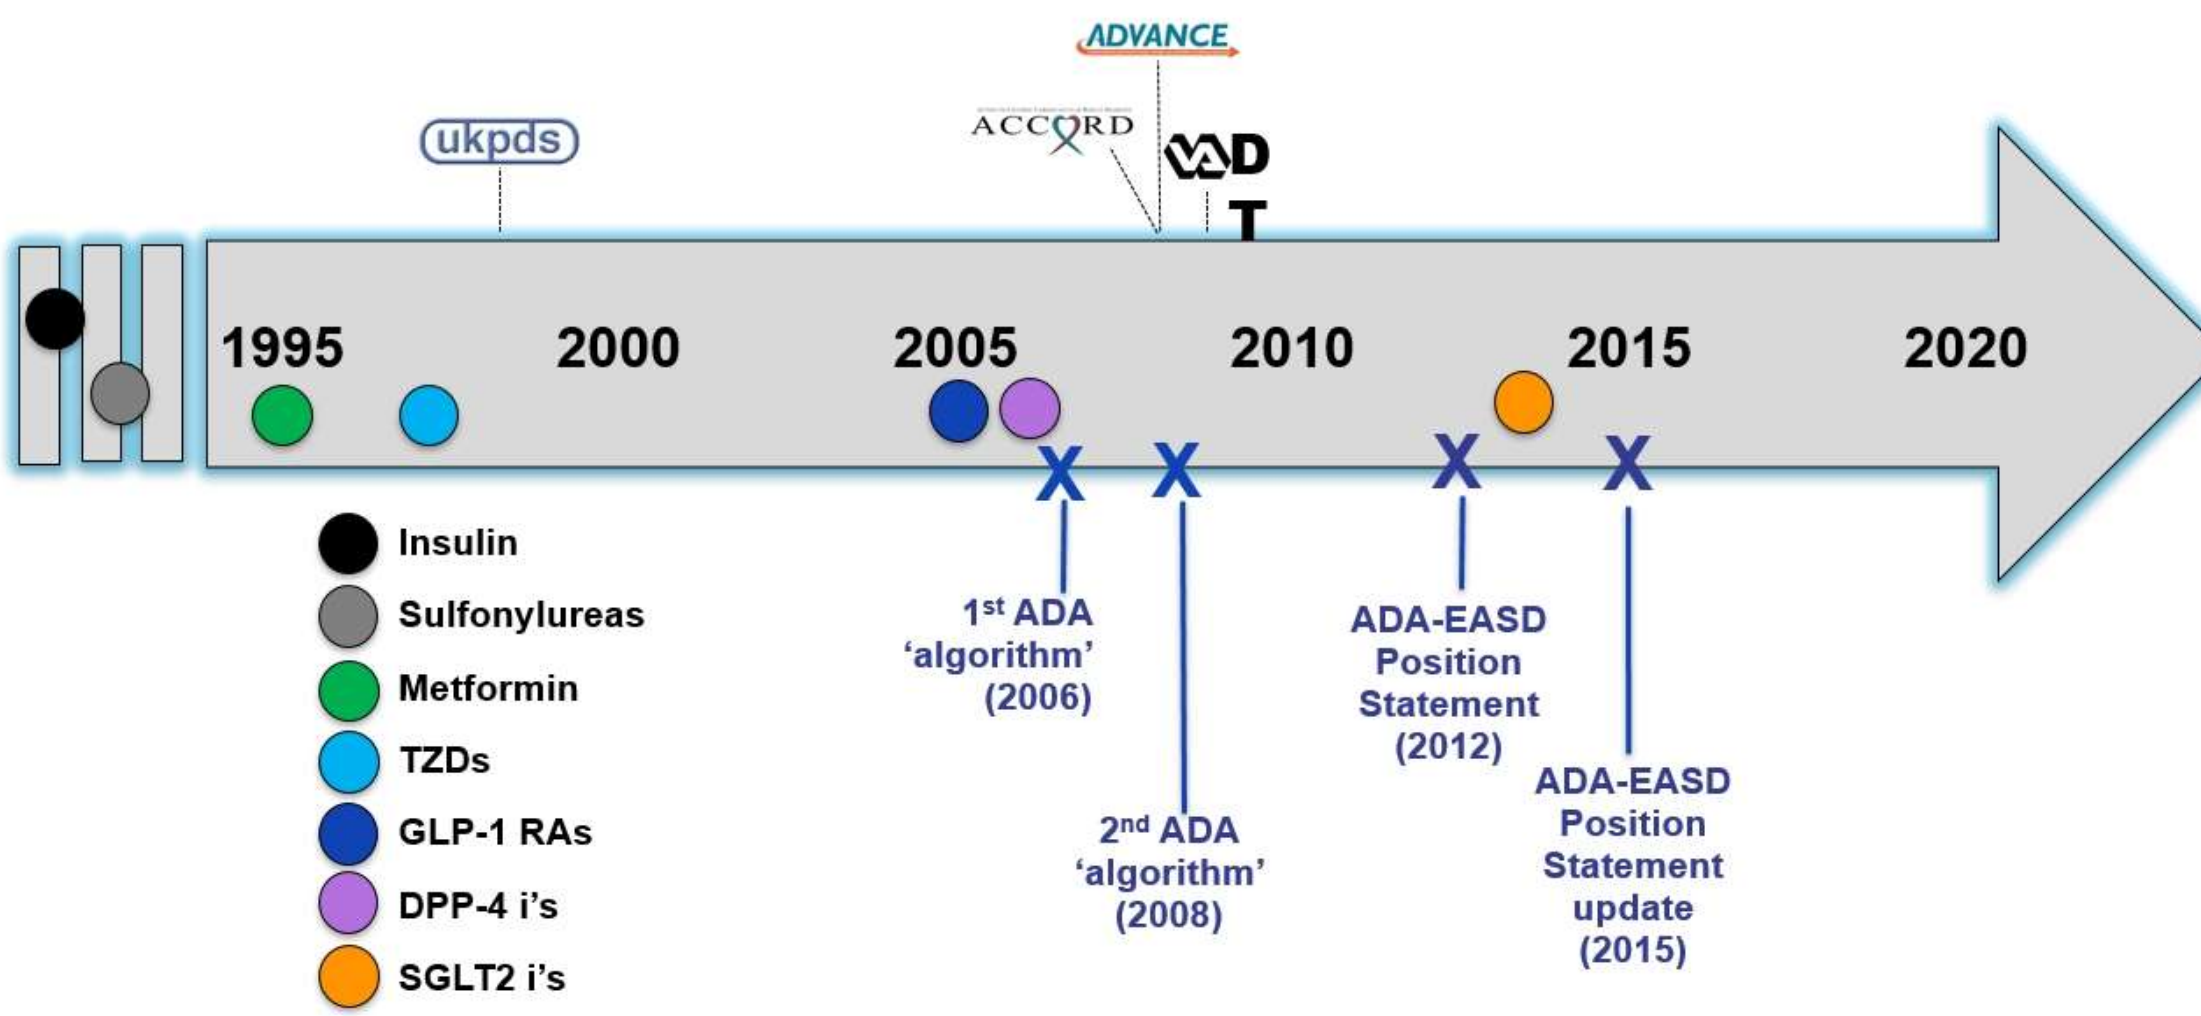 ADVANCE
ACCORD
ukpds
VA D
T
1995 2000 2005 2010 2015 2020
X X X X
Insulin
Sulfonylureas
Metformin
TZDs
GLP-1 RAs
DPP-4 i’s
SGLT2 i’s
1st ADA
‘algorithm’
(2006)
2nd ADA
‘algorithm’
(2008)
ADA-EASD
Position
Statement
(2012)
ADA-EASD
Position
Statement
update
(2015)